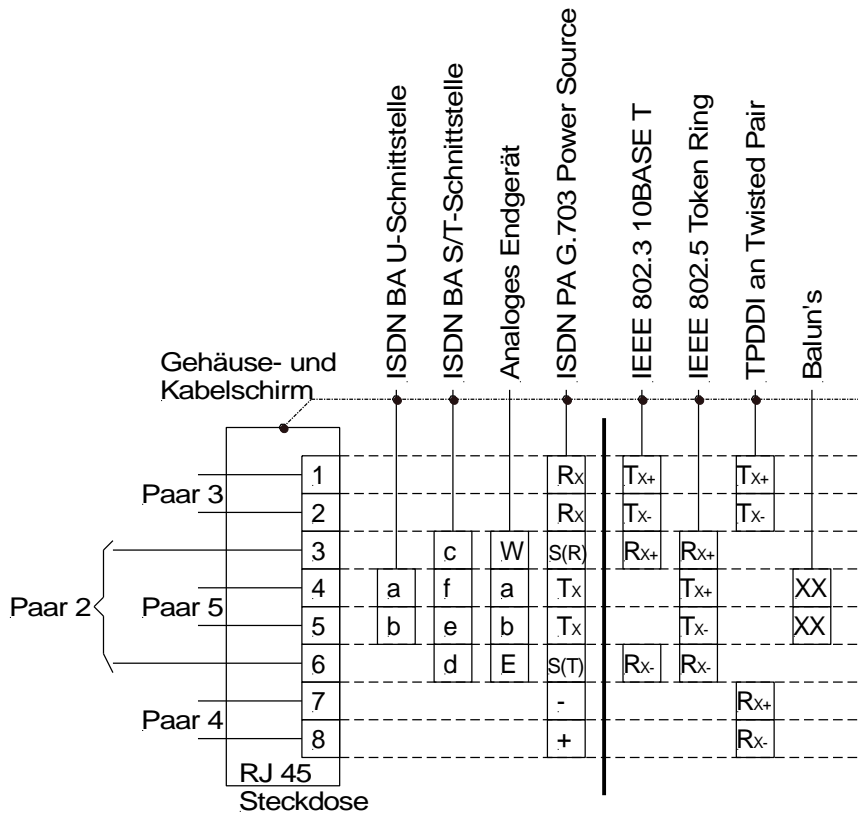 ISDN BA U-Schnittstelle
ISDN BA S/T-Schnittstelle
Analoges Endgerät
ISDN PA G.703 Power Source
IEEE 802.3 10BASE T
IEEE 802.5 Token Ring
TPDDI an Twisted Pair
Balun's
Gehäuse- und
Kabelschirm
Paar 3
Paar 2
Paar 5
Paar 4
1 Rx Tx+ Tx+
2 Rx Tx- Tx-
3 c W S(R) Rx+ Rx+
4 a f a Tx Tx+ XX
5 b e b Tx Tx- XX
6 d E S(T) Rx- Rx-
7 - Rx+
8 + Rx-
RJ 45
Steckdose